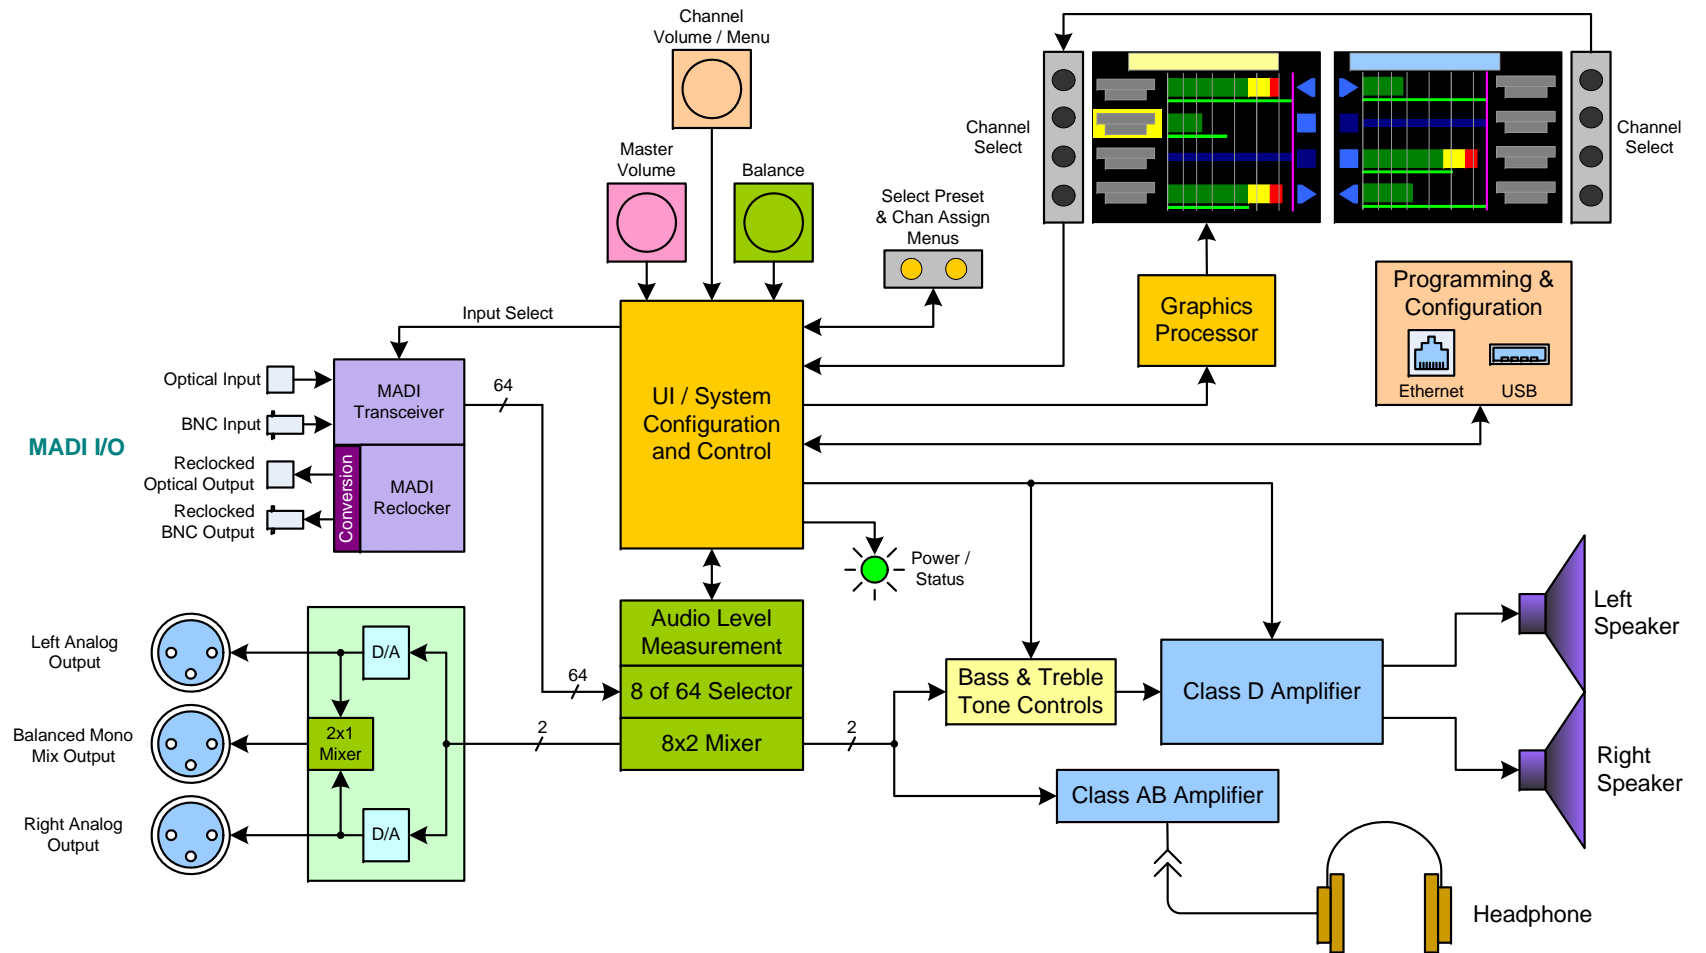 Channel
Volume / Menu
Master
Volume
Balance
Select Preset
& Chan Assign
Menus
Channel
Select
Channel
Select
Graphics
Processor
Programming &
Configuration
Ethernet
USB
Input Select
Optical Input
BNC Input
MADI I/O
Reclocked
Optical Output
Reclocked
BNC Output
MADI
Transceiver
Conversion
MADI
Reclocker
64
UI / System
Configuration
and Control
Power /
Status
Left Analog
Output
Balanced Mono
Mix Output
Right Analog
Output
D/A
2x1
Mixer
D/A
2
64
Audio Level
Measurement
8 of 64 Selector
8x2 Mixer
2
Bass & Treble
Tone Controls
Class D Amplifier
Class AB Amplifier
Left
Speaker
Right
Speaker
Headphone